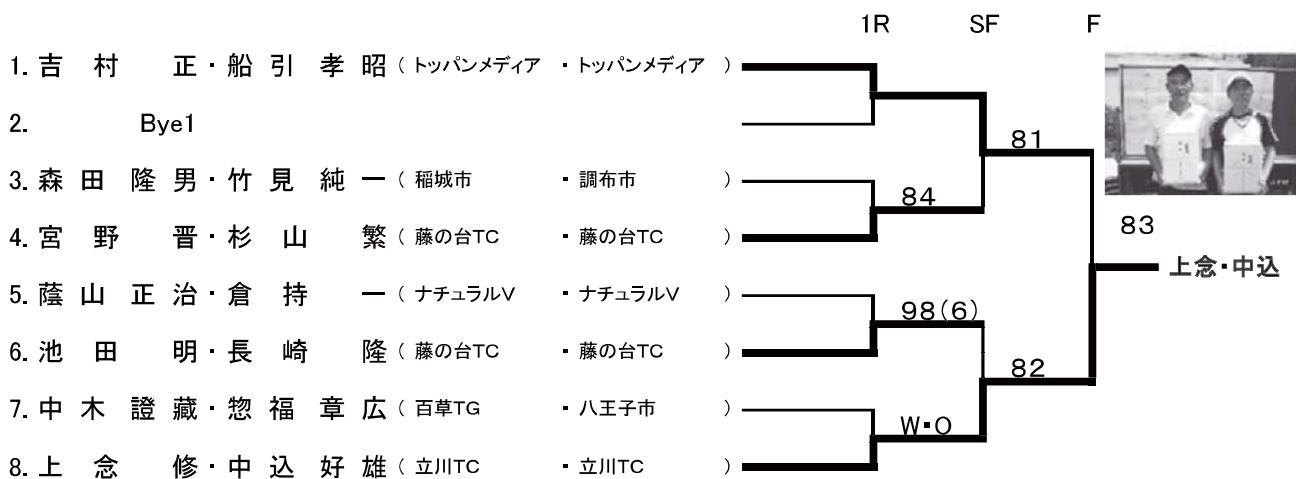 1R SF F
1. 吉村 正・船引孝昭 ( トッパンメディア ・トッパンメディア )
2. Bye1
81
3. 森田隆男・竹見純一 ( 稲城市 ・調布市 )
84
4. 宮野 晋・杉山 繁 ( 藤の台TC ・藤の台TC )
83
上念・中込
5. 蔭山正治・倉持 一 ( ナチュラルV ・ナチュラルV )
98(6)
6. 池田 明・長崎 隆 ( 藤の台TC ・藤の台TC )
82
7. 中木證藏・惣福章広 ( 百草TG ・八王子市 )
W・O
8. 上念 修・中込好雄 ( 立川TC ・立川TC )